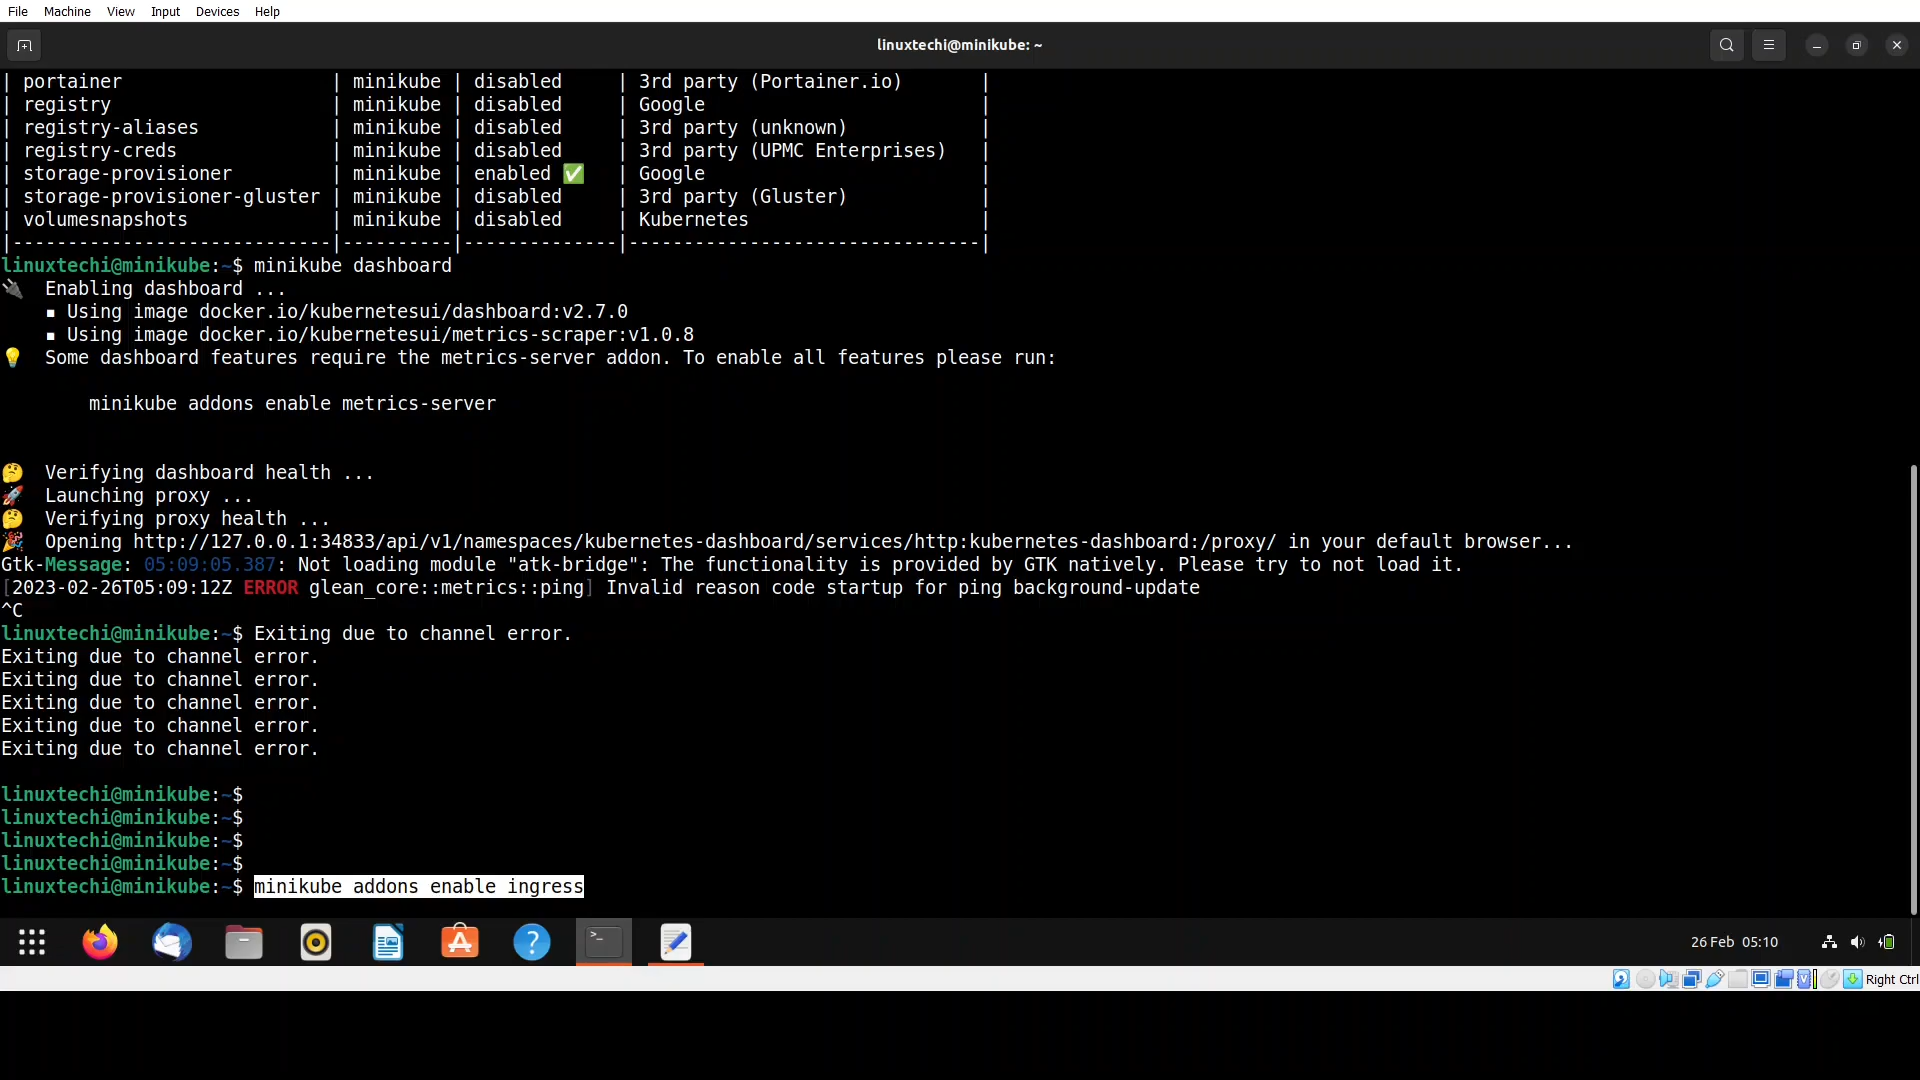 File Machine View Input Devices Help
linuxtechi@minikube: ~
| portainer | minikube | disabled | 3rd party (Portainer.io) |
| registry | minikube | disabled | Google |
| registry-aliases | minikube | disabled | 3rd party (unknown) |
| registry-creds | minikube | disabled | 3rd party (UPMC Enterprises) |
| storage-provisioner | minikube | enabled ✅ | Google |
| storage-provisioner-gluster | minikube | disabled | 3rd party (Gluster) |
| volumesnapshots | minikube | disabled | Kubernetes |
|-----------------------------|----------|--------------|--------------------------------|
linuxtechi@minikube:~$ minikube dashboard
🔌 Enabling dashboard ...
▪ Using image docker.io/kubernetesui/dashboard:v2.7.0
▪ Using image docker.io/kubernetesui/metrics-scraper:v1.0.8
💡 Some dashboard features require the metrics-server addon. To enable all features please run:
minikube addons enable metrics-server
🤔 Verifying dashboard health ...
🚀 Launching proxy ...
🤔 Verifying proxy health ...
🎉 Opening http://127.0.0.1:34833/api/v1/namespaces/kubernetes-dashboard/services/http:kubernetes-dashboard:/proxy/ in your default browser...
Gtk-Message: 05:09:05.387: Not loading module "atk-bridge": The functionality is provided by GTK natively. Please try to not load it.
[2023-02-26T05:09:12Z ERROR glean_core::metrics::ping] Invalid reason code startup for ping background-update
^C
linuxtechi@minikube:~$ Exiting due to channel error.
Exiting due to channel error.
Exiting due to channel error.
Exiting due to channel error.
Exiting due to channel error.
Exiting due to channel error.
linuxtechi@minikube:~$
linuxtechi@minikube:~$
linuxtechi@minikube:~$
linuxtechi@minikube:~$
linuxtechi@minikube:~$ minikube addons enable ingress
26 Feb 05:10
Right Ctrl